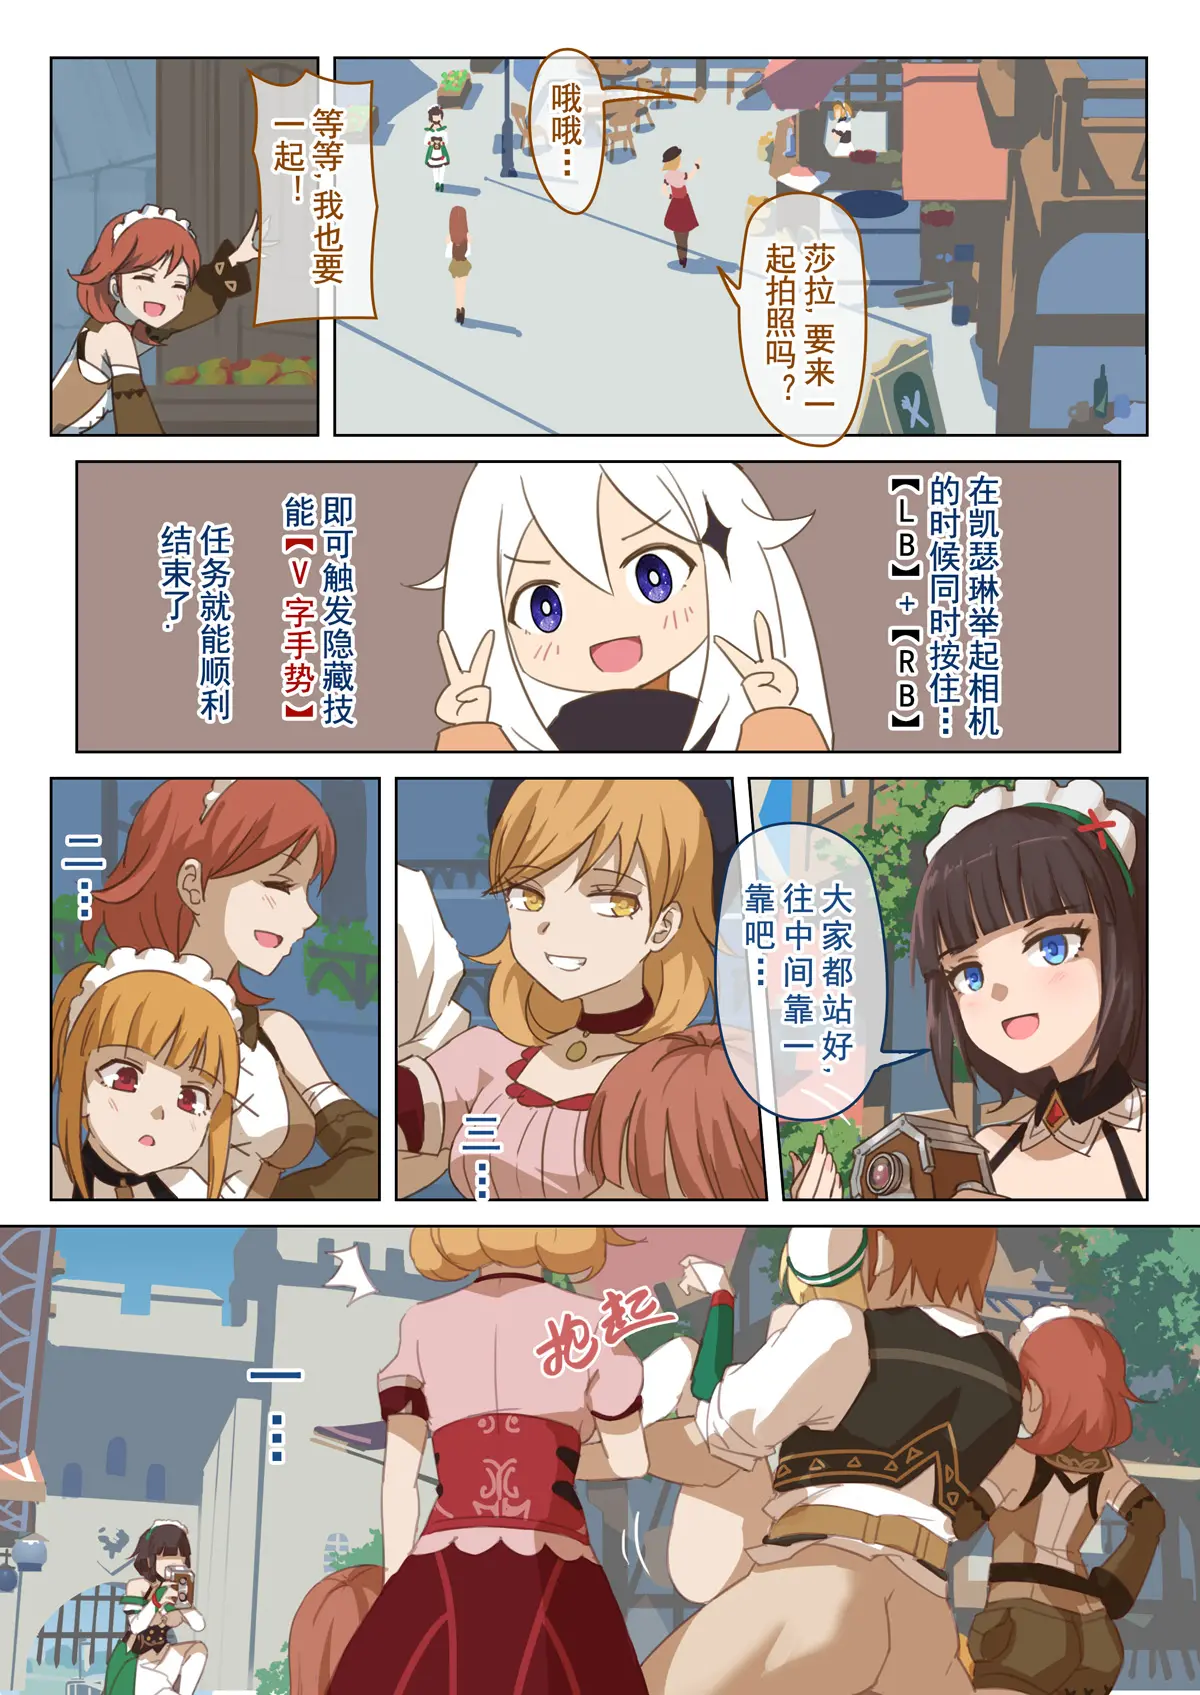 哦
哦…
莎拉,要来一
起拍照吗?
等等,我也要
一起!
在凯瑟琳举起相机
的时候同时按住…
【LB】+【RB】
即可触发隐藏技
能【V字手势】
任务就能顺利
结束了.
大家都站好,
往中间靠一
靠吧…
三…
二…
一…
抱起